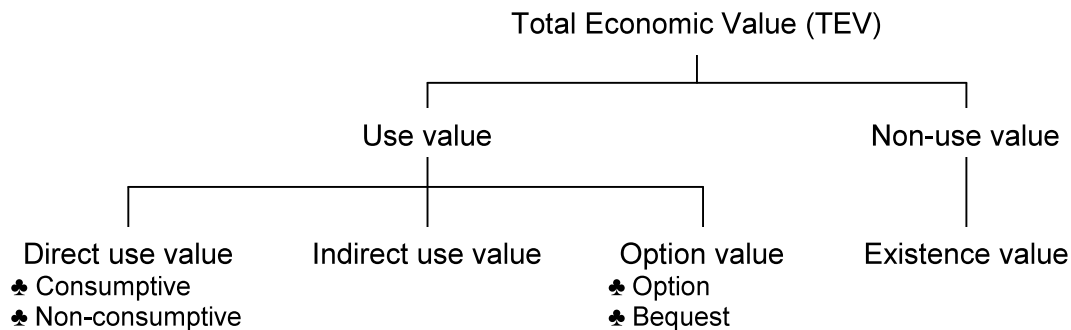 Total Economic Value (TEV)
Use value
Non-use value
Direct use value
♣ Consumptive
♣ Non-consumptive
Indirect use value
Option value
♣ Option
♣ Bequest
Existence value